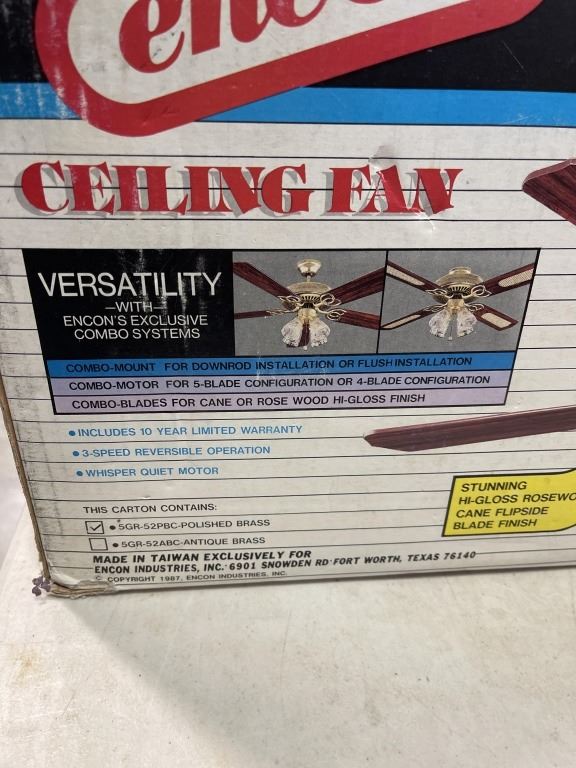 encon
CEILING FAN
VERSATILITY
—WITH—
ENCON'S EXCLUSIVE
COMBO SYSTEMS
COMBO-MOUNT FOR DOWNROD INSTALLATION OR FLUSH INSTALLATION
COMBO-MOTOR FOR 5-BLADE CONFIGURATION OR 4-BLADE CONFIGURATION
COMBO-BLADES FOR CANE OR ROSE WOOD HI-GLOSS FINISH
• INCLUDES 10 YEAR LIMITED WARRANTY
• 3-SPEED REVERSIBLE OPERATION
• WHISPER QUIET MOTOR
STUNNING
HI-GLOSS ROSEWO
CANE FLIPSIDE
BLADE FINISH
THIS CARTON CONTAINS:
☑ • 5GR-52PBC-POLISHED BRASS
☐ • 5GR-52ABC-ANTIQUE BRASS
MADE IN TAIWAN EXCLUSIVELY FOR
ENCON INDUSTRIES, INC. 6901 SNOWDEN RD FORT WORTH, TEXAS 76140
© COPYRIGHT 1987, ENCON INDUSTRIES, INC.